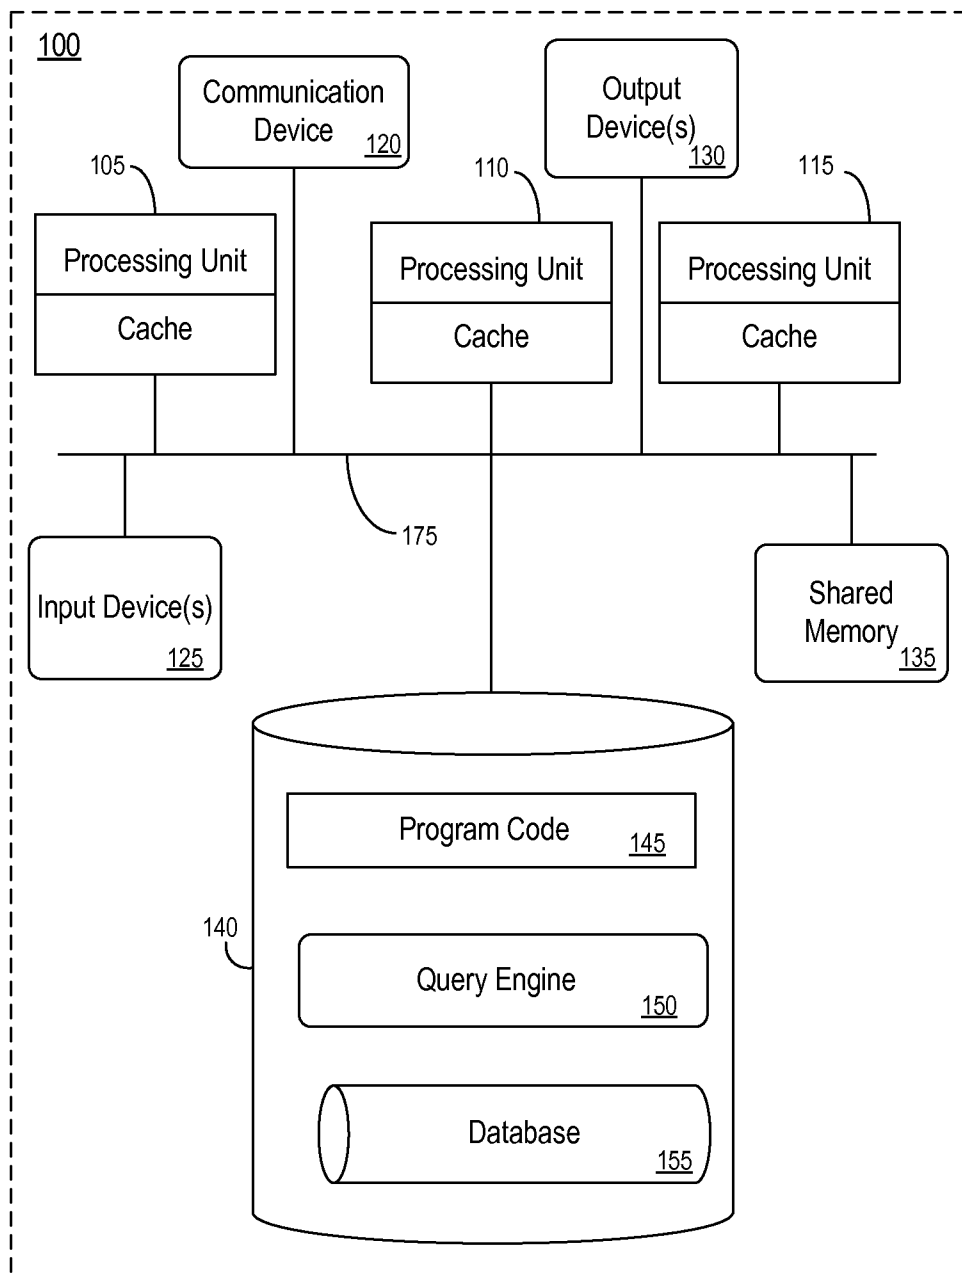 100
Communication
Device
120
Output
Device(s)
130
105
110
115
Processing Unit
Cache
Processing Unit
Cache
Processing Unit
Cache
175
Input Device(s)
125
Shared
Memory
135
Program Code
145
140
Query Engine
150
Database
155